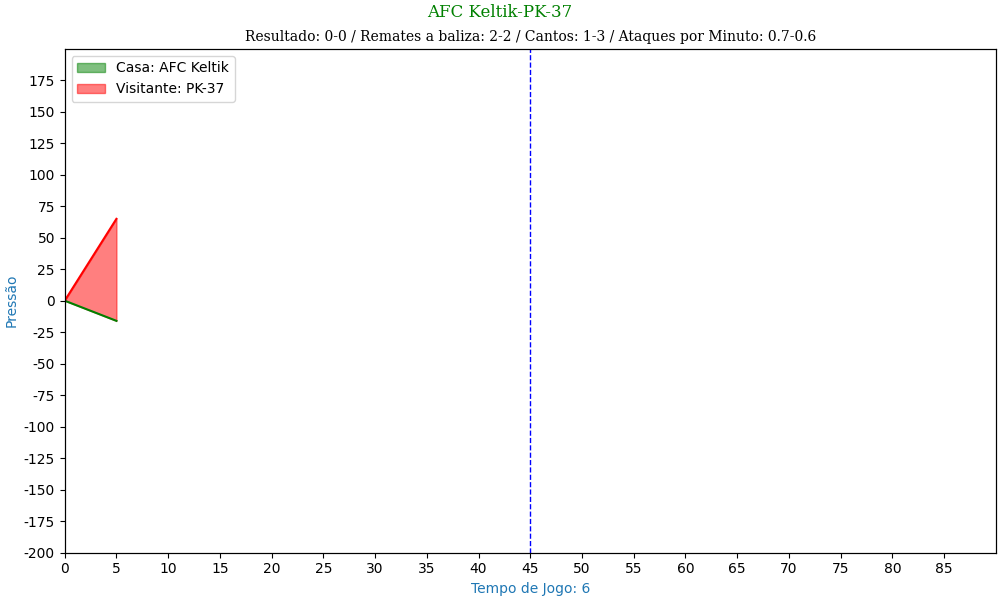 AFC Keltik-PK-37
Resultado: 0-0 / Remates a baliza: 2-2 / Cantos: 1-3 / Ataques por Minuto: 0.7-0.6
Casa: AFC Keltik
Visitante: PK-37
175
150
125
100
75
50
25
0
-25
-50
-75
-100
-125
-150
-175
-200
Pressão
0 5 10 15 20 25 30 35 40 45 50 55 60 65 70 75 80 85
Tempo de Jogo: 6